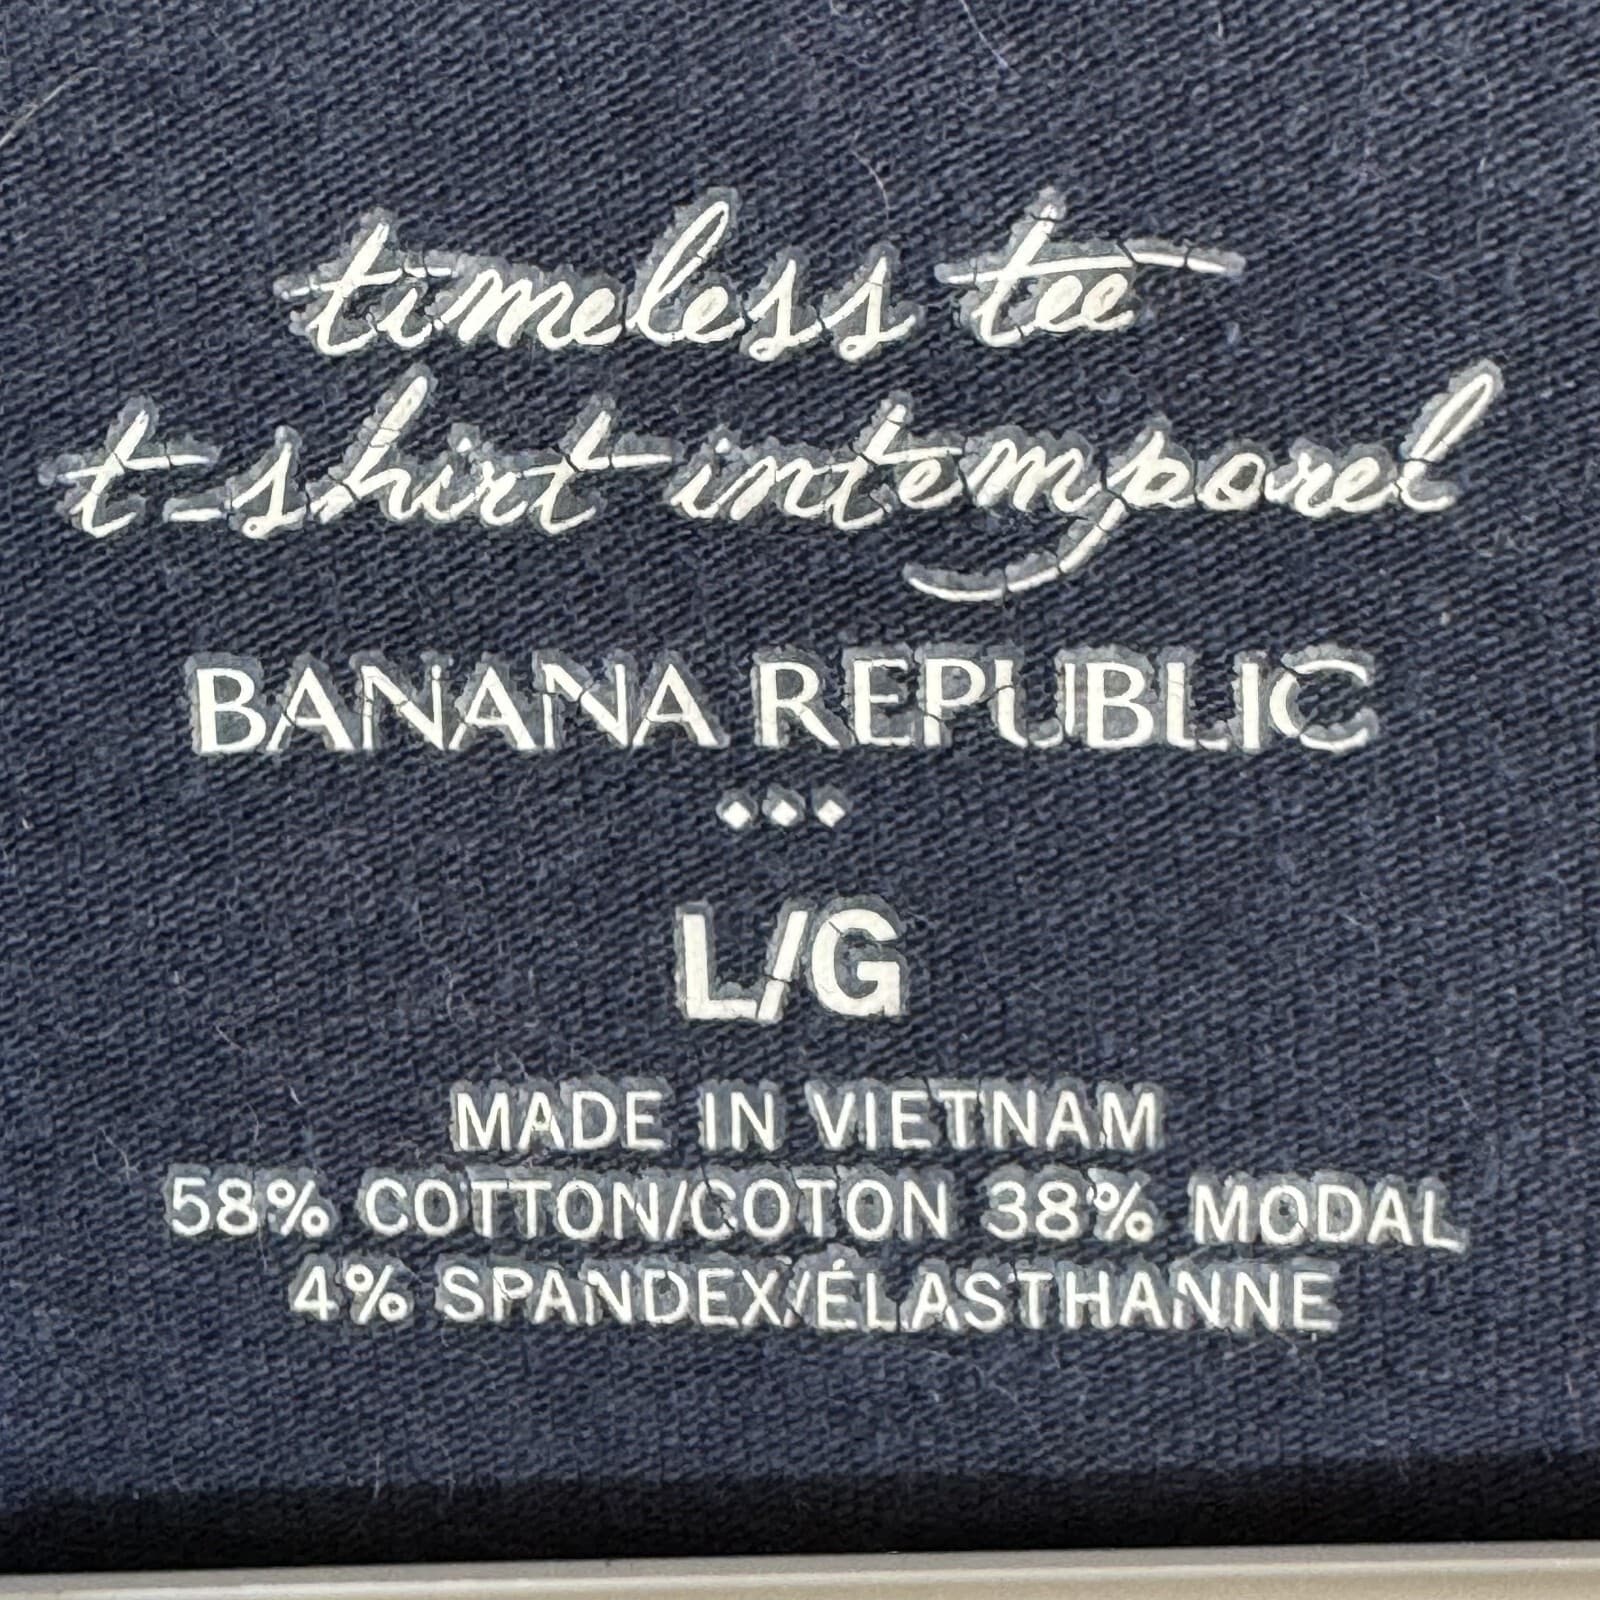 timeless tee
t-shirt intemporel
BANANA REPUBLIC
L/G
MADE IN VIETNAM
58% COTTON/COTON 38% MODAL
4% SPANDEX/ÉLASTHANNE